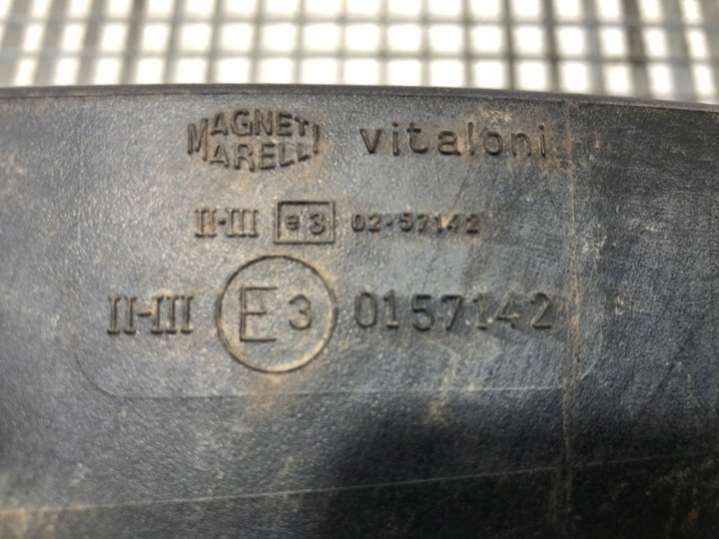 MAGNETI MARELLI vitaloni
II-III e3 02-57142
II-III E3 0157142